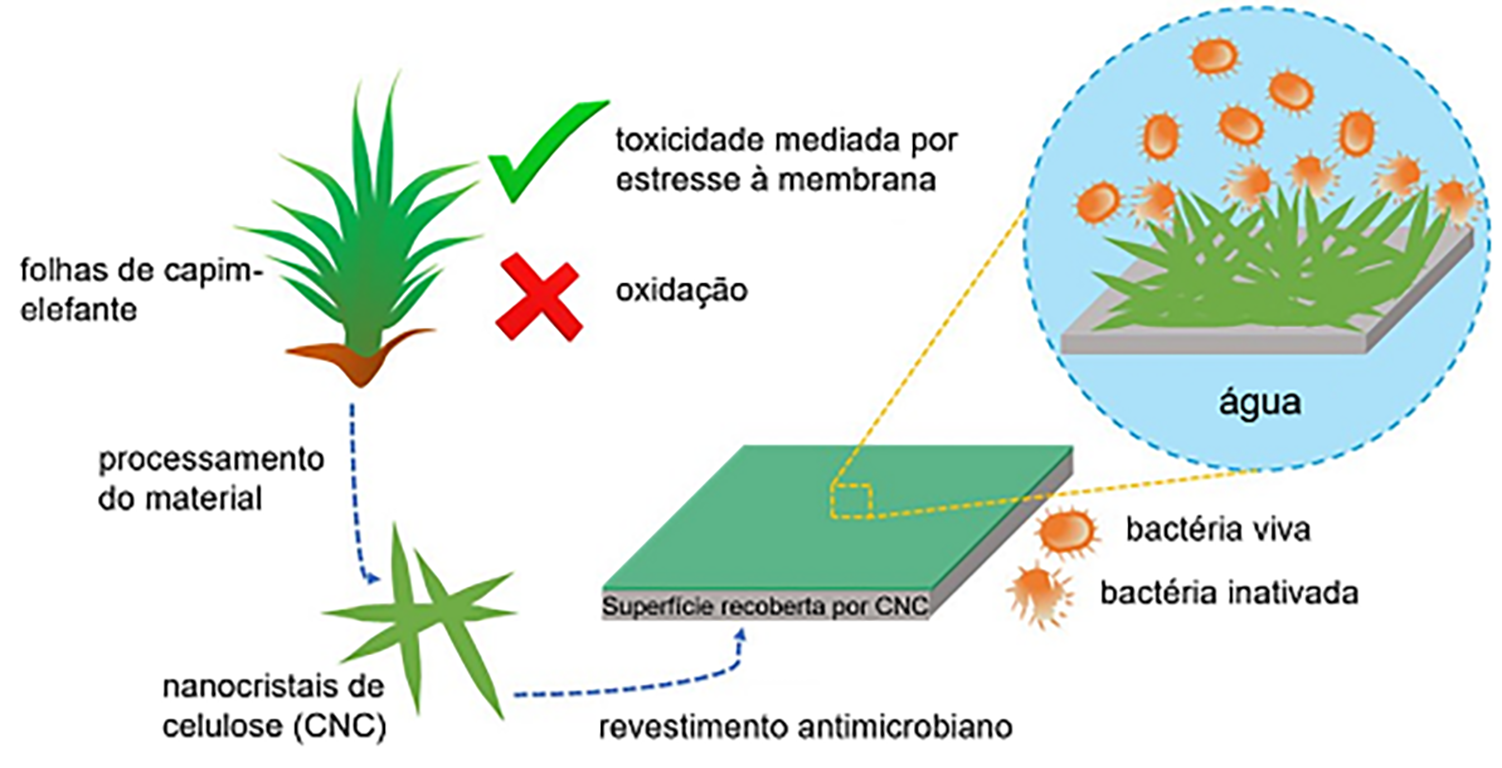 toxicidade mediada por
estresse à membrana
folhas de capim-
elefante
oxidação
água
processamento
do material
bactéria viva
Superfície recoberta por CNC
bactéria inativada
nanocristais de
celulose (CNC)
revestimento antimicrobiano